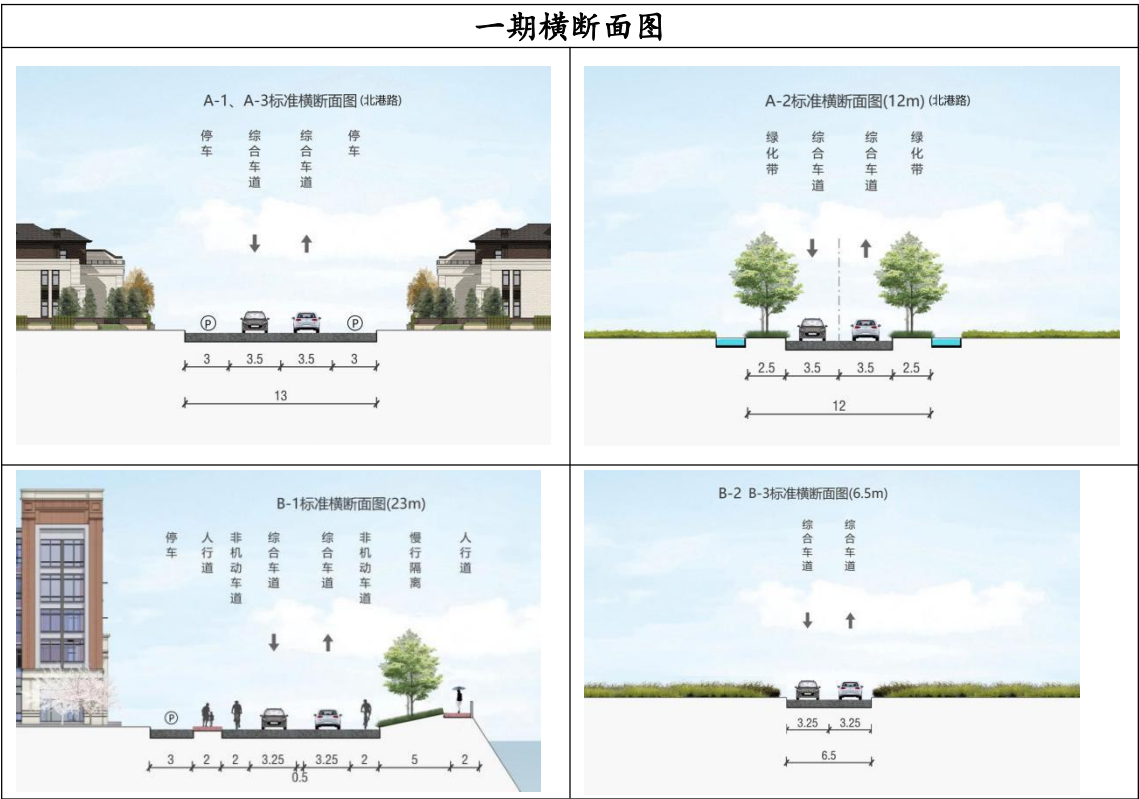 一期横断面图
A-1、A-3标准横断面图(北港路)
停车
综合车道
综合车道
停车
P
P
3 3.5 3.5 3
13
A-2标准横断面图(12m)(北港路)
绿化带
综合车道
综合车道
绿化带
2.5 3.5 3.5 2.5
12
B-1标准横断面图(23m)
停车
人行道
非机动车道
综合车道
综合车道
非机动车道
慢行隔离
人行道
P
3 2 2 3.25 3.25 2 5 2
0.5
B-2 B-3标准横断面图(6.5m)
综合车道
综合车道
3.25 3.25
6.5